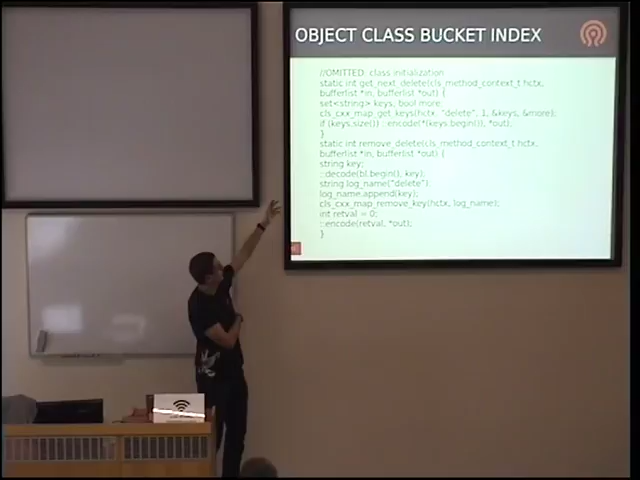 OBJECT CLASS BUCKET INDEX
//OMITTED: class initialization
static int get_next_delete(cls_method_context_t hctx,
bufferlist *in, bufferlist *out) {
set<string> keys, bool more;
cls_cxx_map_get_keys(hctx, "delete", 1, &keys, &more);
if (keys.size()) ::encode(*(keys.begin()), *out);
}
static int remove_delete(cls_method_context_t hctx,
bufferlist *in, bufferlist *out) {
string key;
::decode(bl.begin(), key);
string log_name("delete")
log_name.append(key);
cls_cxx_map_remove_key(hctx, log_name);
int retval = 0;
::encode(retval, *out);
}